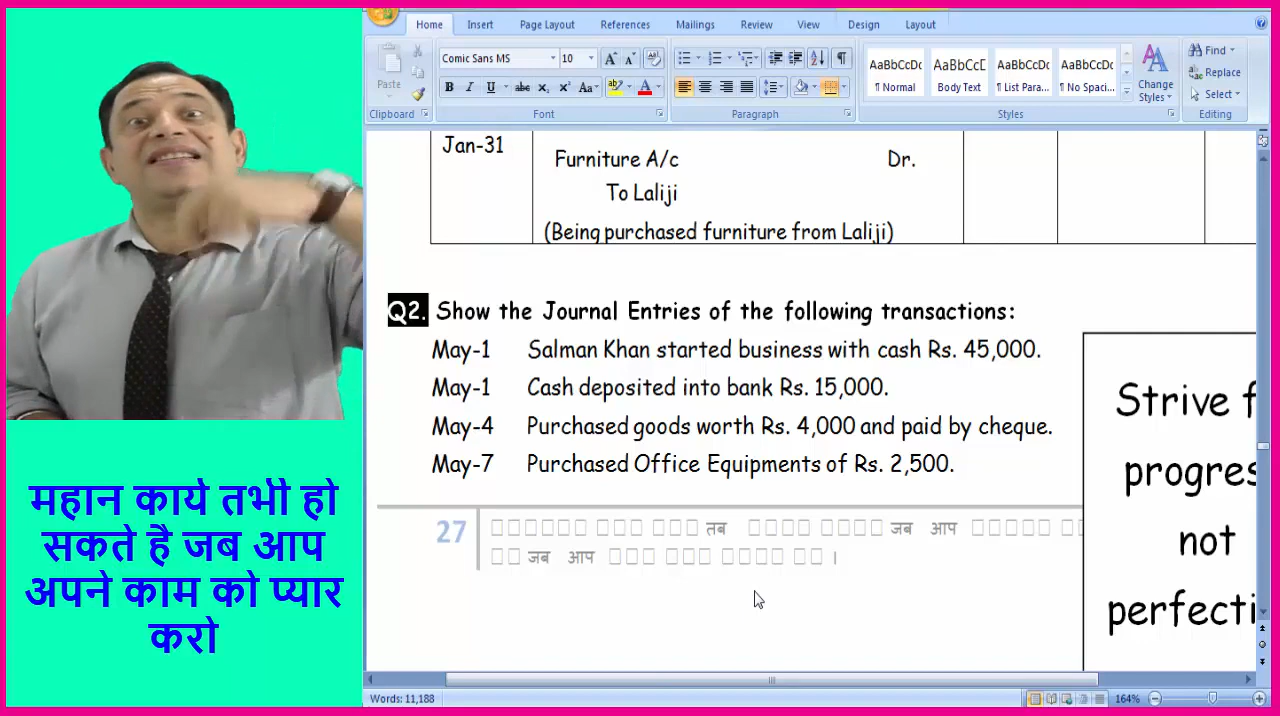 Home Insert Page Layout References Mailings Review View Design Layout
Comic Sans MS 10
Paste
AaBbCcDc AaBbCcD AaBbCcDc AaBbCcDc
¶ Normal Body Text ¶ List Para... ¶ No Spaci...
Change Styles
Find
Replace
Select
Clipboard Font Paragraph Styles Editing
Jan-31
Furniture A/c Dr.
To Laliji
(Being purchased furniture from Laliji)
Q2. Show the Journal Entries of the following transactions:
May-1 Salman Khan started business with cash Rs. 45,000.
May-1 Cash deposited into bank Rs. 15,000.
May-4 Purchased goods worth Rs. 4,000 and paid by cheque.
May-7 Purchased Office Equipments of Rs. 2,500.
27 तब जब आप
जब आप ।
Strive f
progres
not
perfecti
महान कार्य तभी हो
सकते है जब आप
अपने काम को प्यार
करो
Words: 11,188 164%